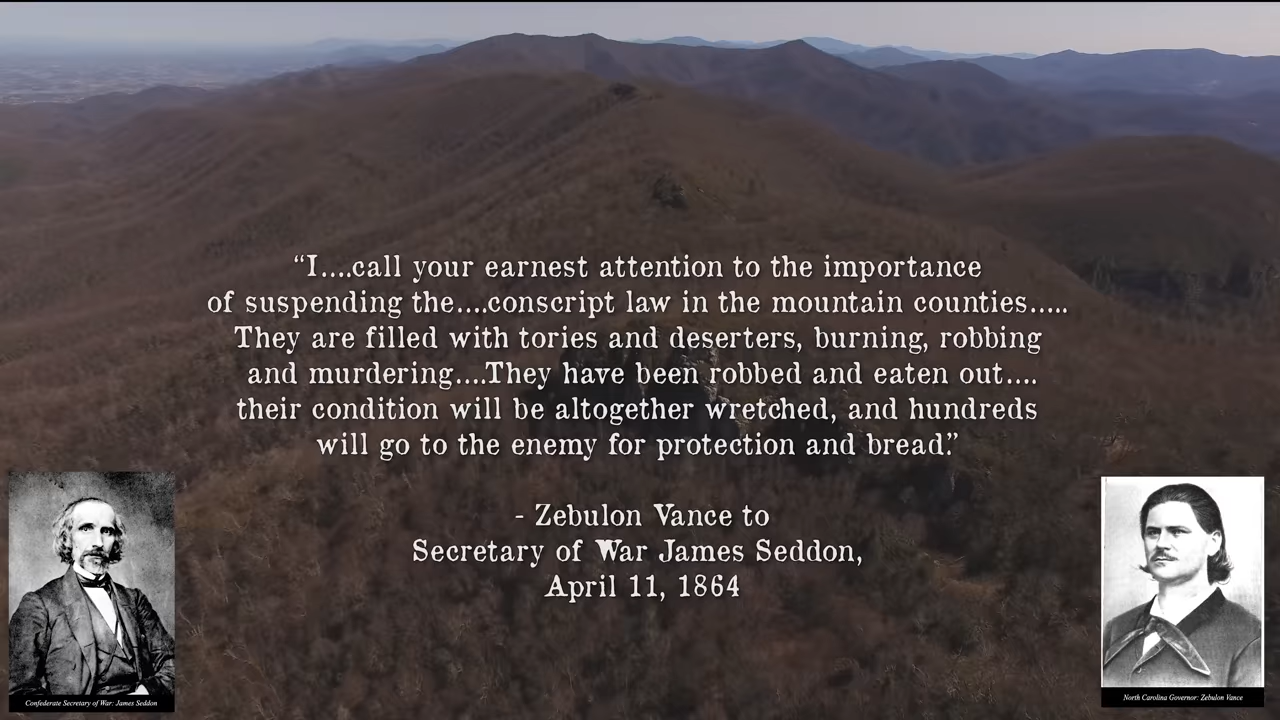 “I....call your earnest attention to the importance
of suspending the....conscript law in the mountain counties.....
They are filled with tories and deserters, burning, robbing
and murdering....They have been robbed and eaten out....
their condition will be altogether wretched, and hundreds
will go to the enemy for protection and bread.”
- Zebulon Vance to
Secretary of War James Seddon,
April 11, 1864
Confederate Secretary of War: James Seddon
North Carolina Governor: Zebulon Vance